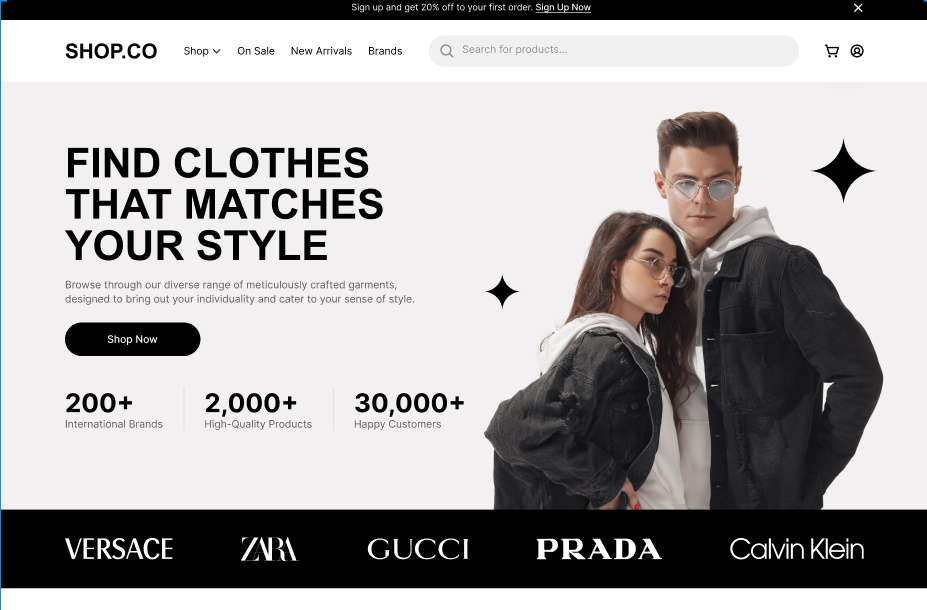 Sign up and get 20% off to your first order. Sign Up Now
SHOP.CO
Shop
On Sale
New Arrivals
Brands
Search for products...
FIND CLOTHES
THAT MATCHES
YOUR STYLE
Browse through our diverse range of meticulously crafted garments,
designed to bring out your individuality and cater to your sense of style.
Shop Now
200+
International Brands
2,000+
High-Quality Products
30,000+
Happy Customers
VERSACE
ZARA
GUCCI
PRADA
Calvin Klein